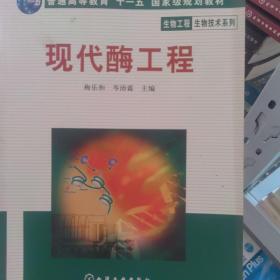 普通高等教育"十一五"国家级规划教材
生物工程 生物技术系列
现代酶工程
梅乐和 岑沛霖 主编
化学工业出版社